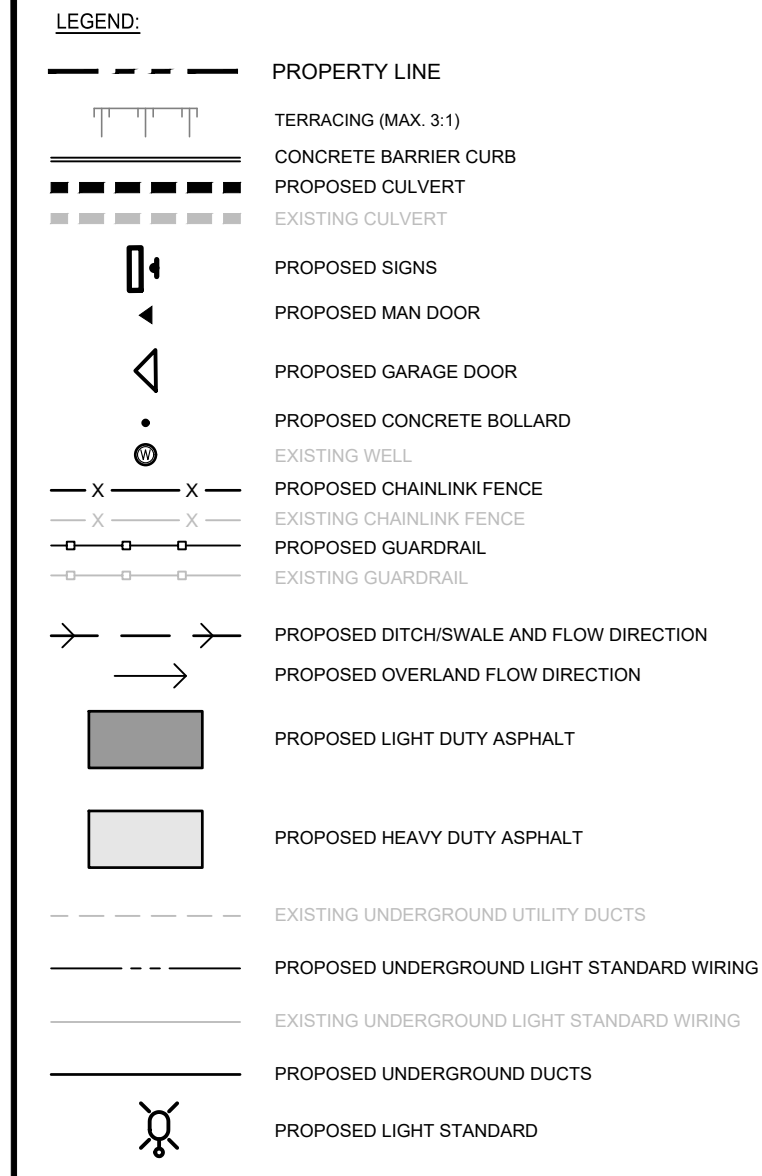 LEGEND:
PROPERTY LINE
TERRACING (MAX. 3:1)
CONCRETE BARRIER CURB
PROPOSED CULVERT
EXISTING CULVERT
PROPOSED SIGNS
PROPOSED MAN DOOR
PROPOSED GARAGE DOOR
PROPOSED CONCRETE BOLLARD
W EXISTING WELL
X X PROPOSED CHAINLINK FENCE
X X EXISTING CHAINLINK FENCE
PROPOSED GUARDRAIL
EXISTING GUARDRAIL
PROPOSED DITCH/SWALE AND FLOW DIRECTION
PROPOSED OVERLAND FLOW DIRECTION
PROPOSED LIGHT DUTY ASPHALT
PROPOSED HEAVY DUTY ASPHALT
EXISTING UNDERGROUND UTILITY DUCTS
PROPOSED UNDERGROUND LIGHT STANDARD WIRING
EXISTING UNDERGROUND LIGHT STANDARD WIRING
PROPOSED UNDERGROUND DUCTS
PROPOSED LIGHT STANDARD